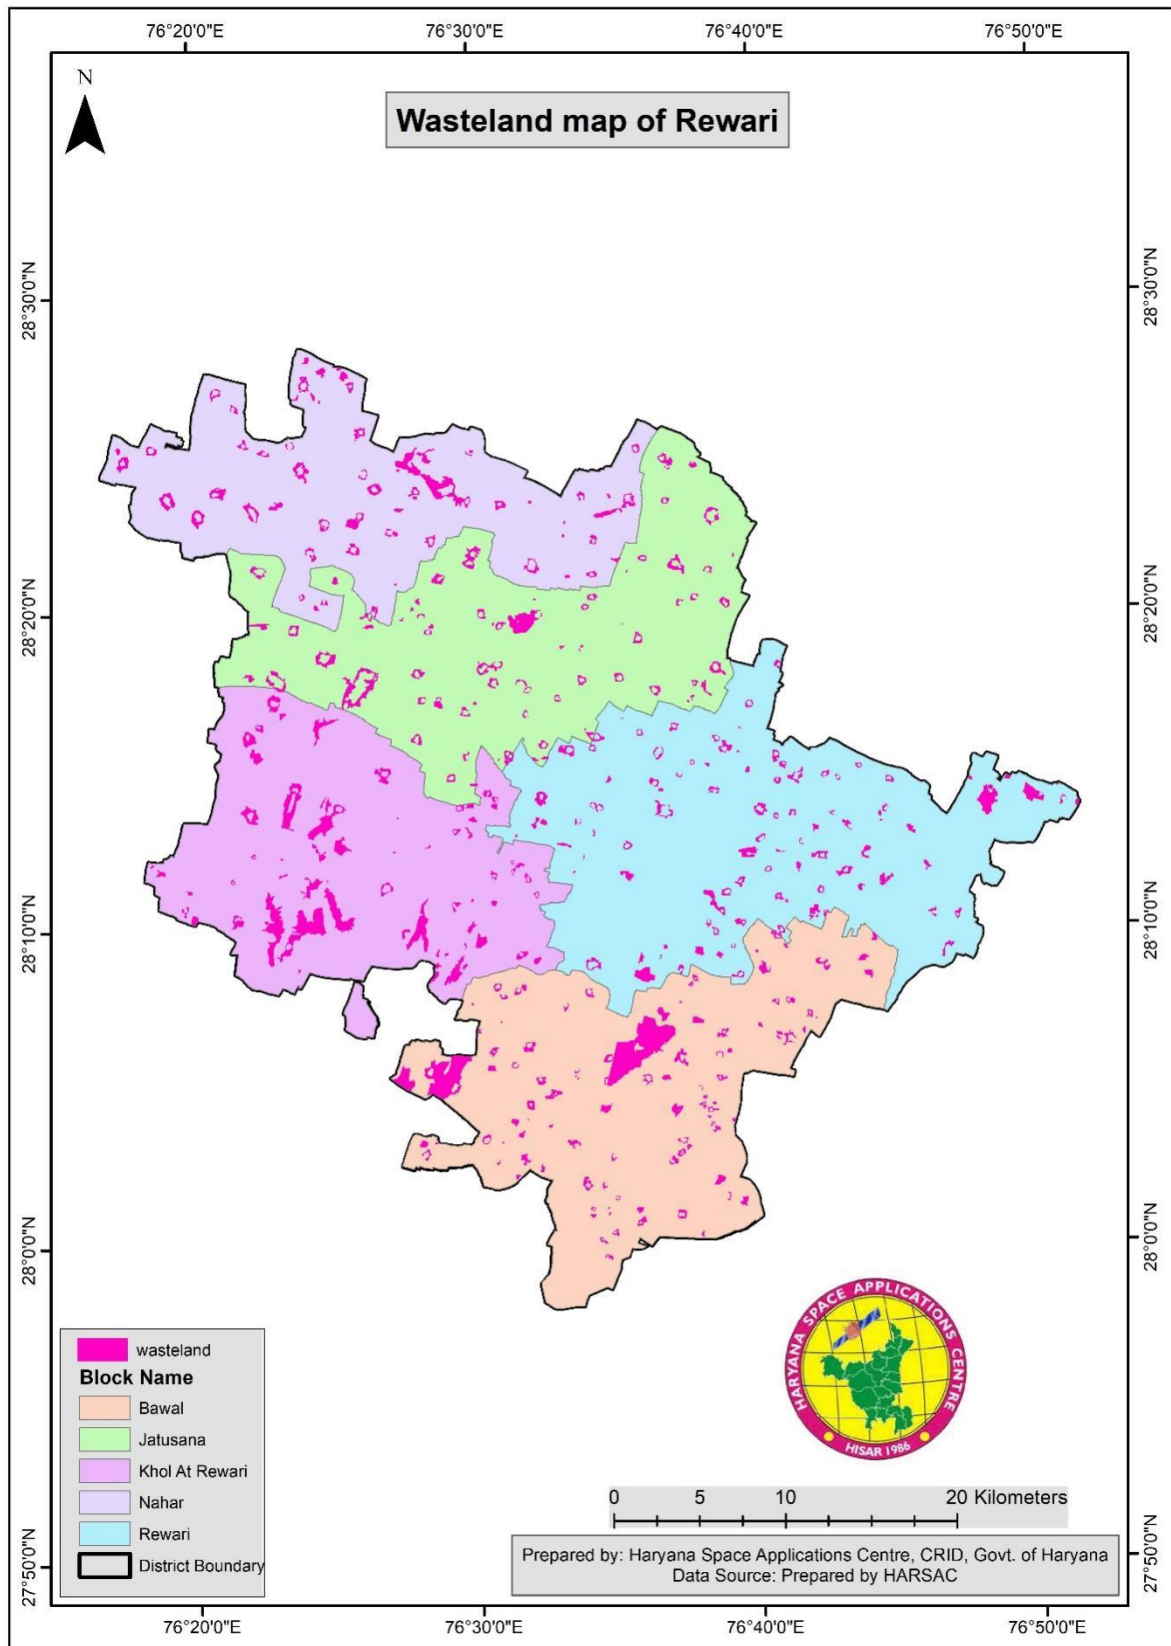 76°20'0"E 76°30'0"E 76°40'0"E 76°50'0"E
N
Wasteland map of Rewari
28°30'0"N 28°30'0"N
28°20'0"N 28°20'0"N
28°10'0"N 28°10'0"N
28°0'0"N 28°0'0"N
27°50'0"N 27°50'0"N
wasteland
Block Name
Bawal
Jatusana
Khol At Rewari
Nahar
Rewari
District Boundary
HARYANA SPACE APPLICATIONS CENTRE
HISAR 1986
0 5 10 20 Kilometers
Prepared by: Haryana Space Applications Centre, CRID, Govt. of Haryana
Data Source: Prepared by HARSAC
76°20'0"E 76°30'0"E 76°40'0"E 76°50'0"E